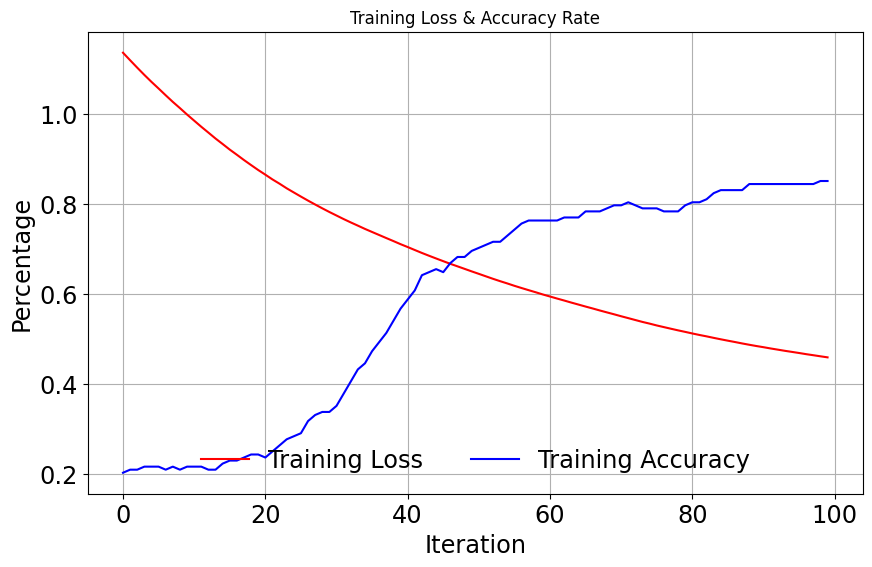 Training Loss & Accuracy Rate
Percentage
1.0
0.8
0.6
0.4
0.2
Training Loss
Training Accuracy
0 20 40 60 80 100
Iteration